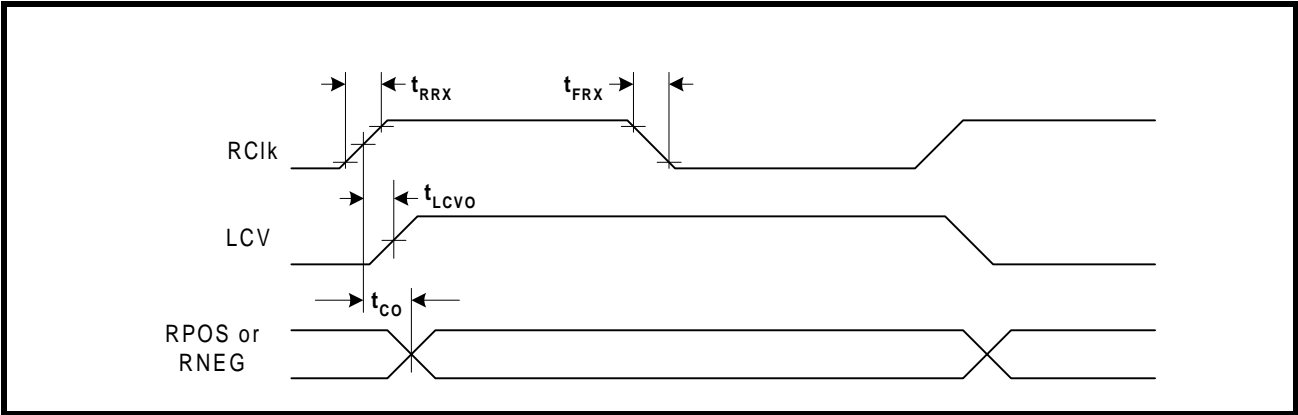 tRRX
tFRX
RClk
tLCVO
LCV
tCO
RPOS or
RNEG